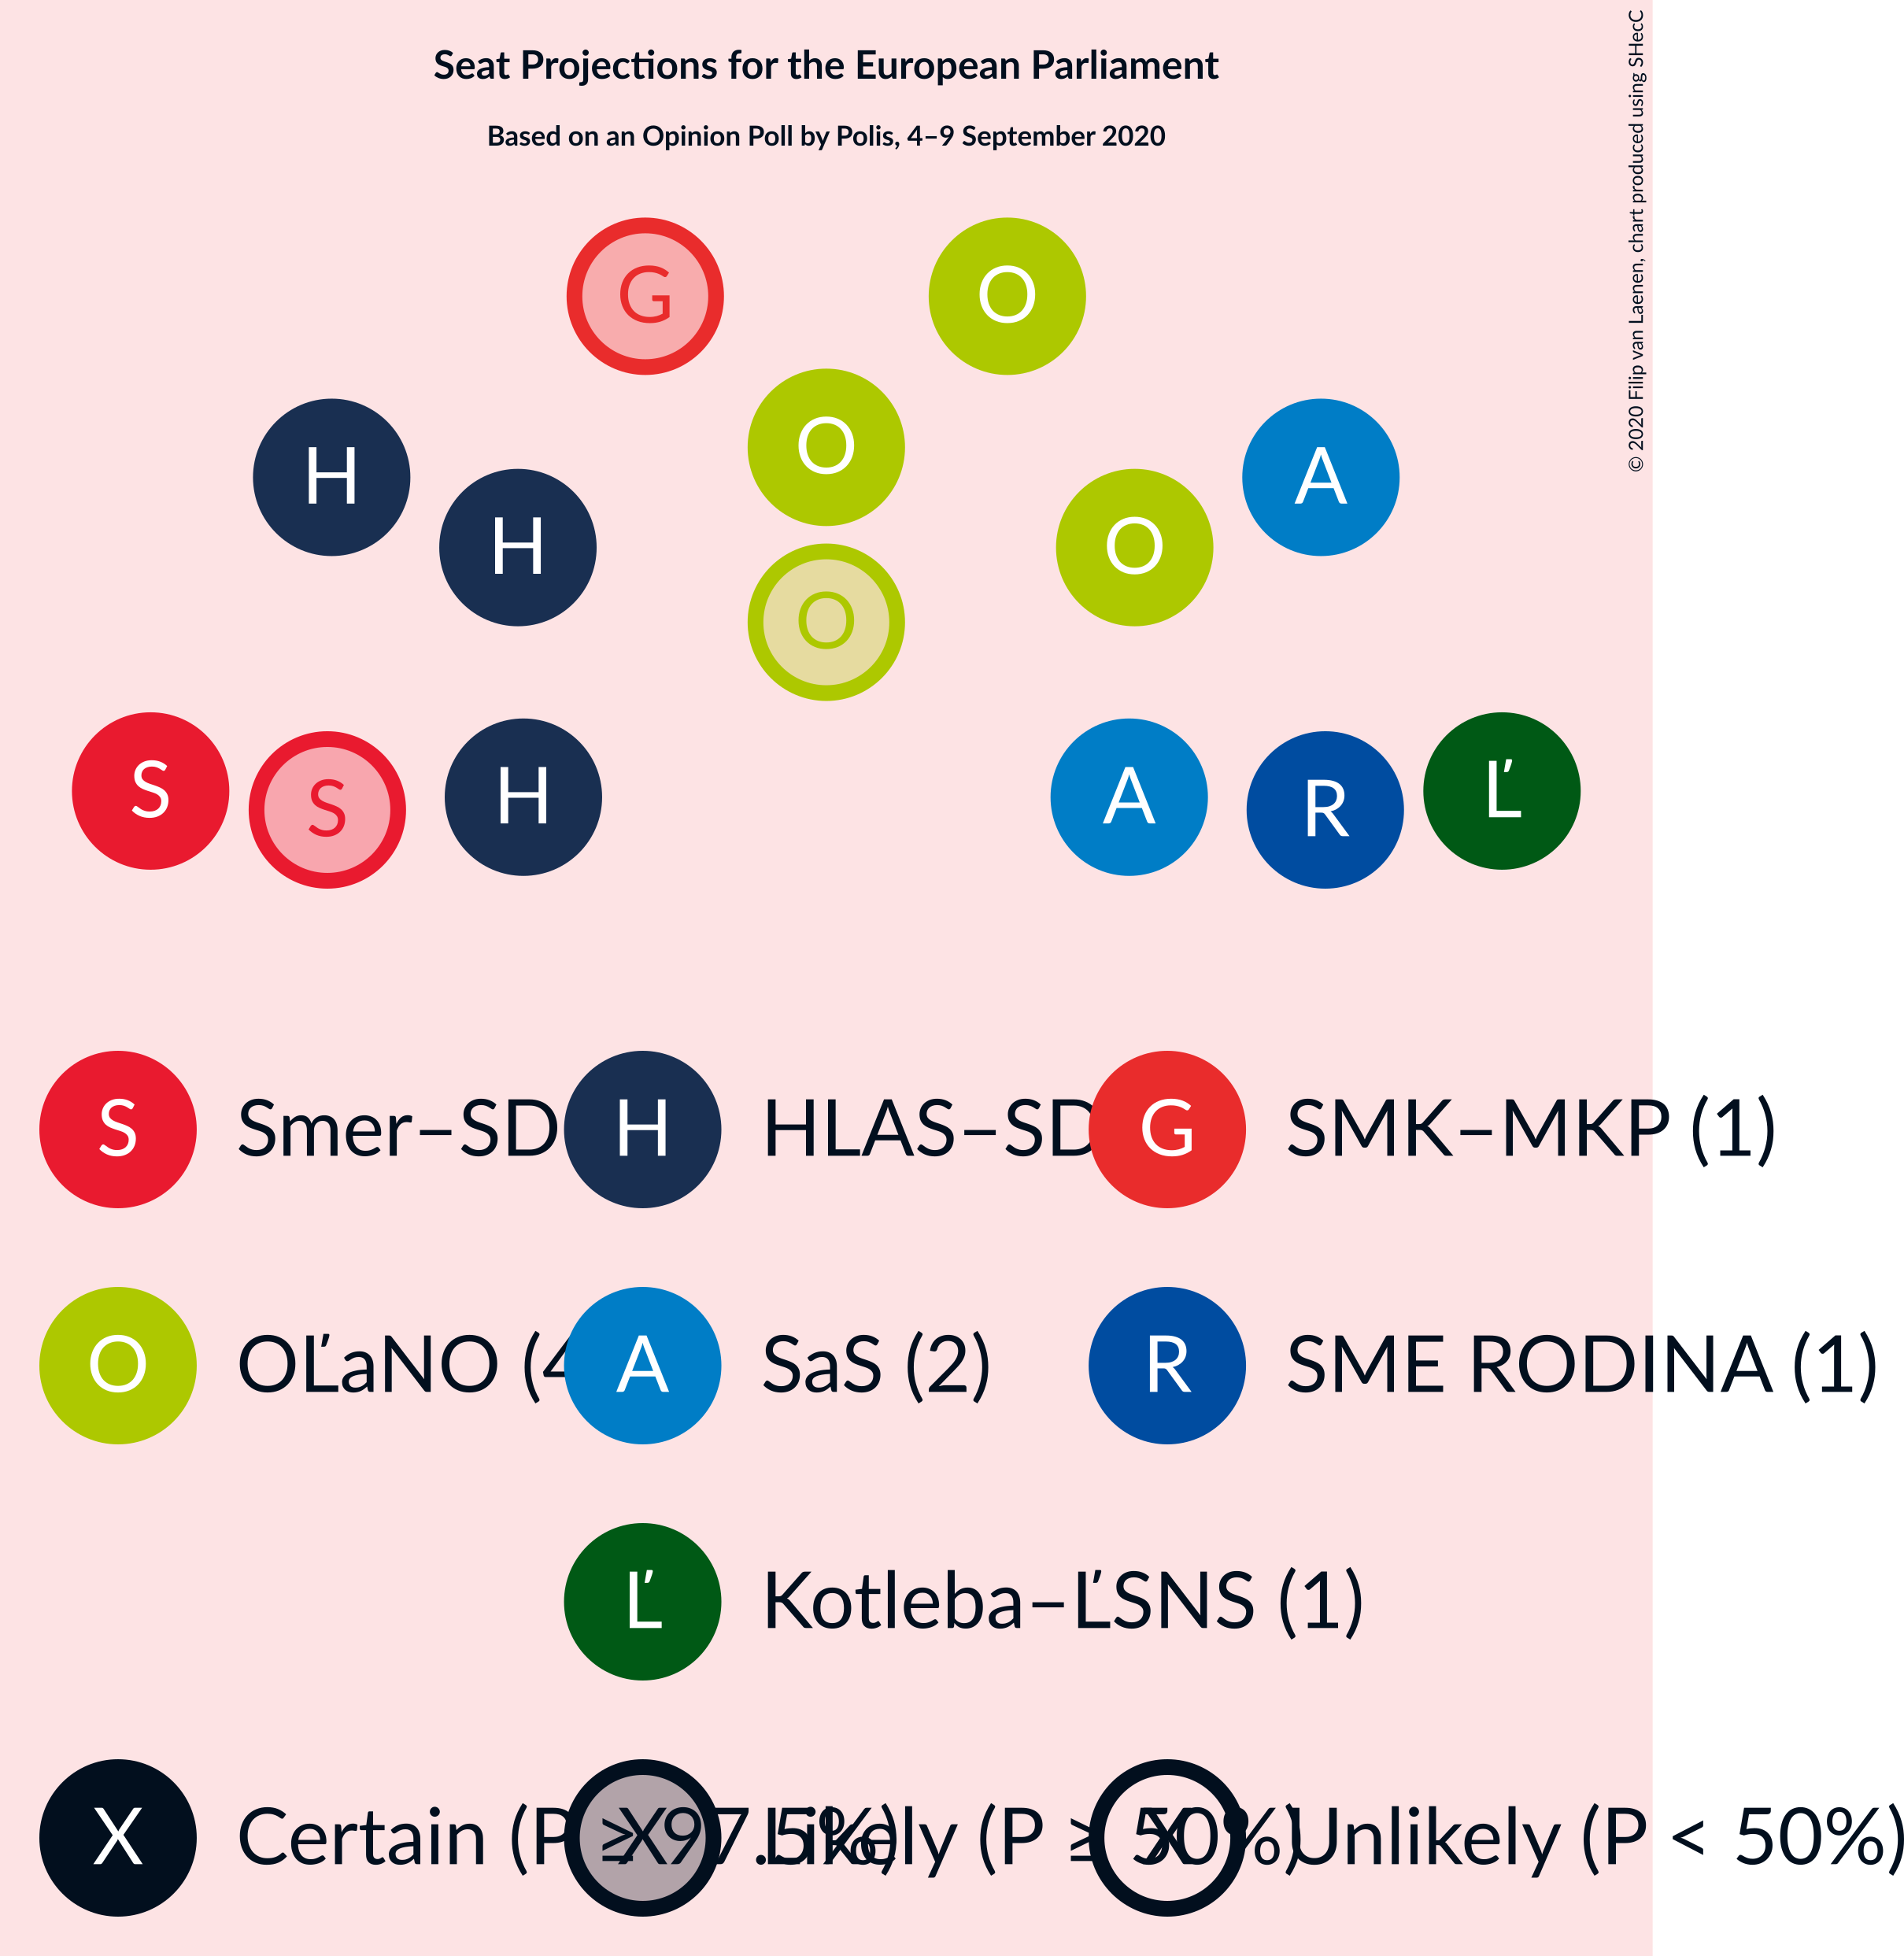 Seat Projections for the European Parliament
Based on an Opinion Poll by Polis, 4–9 September 2020
© 2020 Filip van Laenen, chart produced using SHecC
G O
O
H A
H O
O
S Ľ
S H A R
S Smer–SD H HLAS–SD G SMK–MKP (1)
O OĽaNO (4 A SaS (2) R SME RODINA (1)
Ľ Kotleba–ĽSNS (1)
X Certain (P ≥ 97.5%) X Likely (P ≥ 50%) X Unlikely (P < 50%)